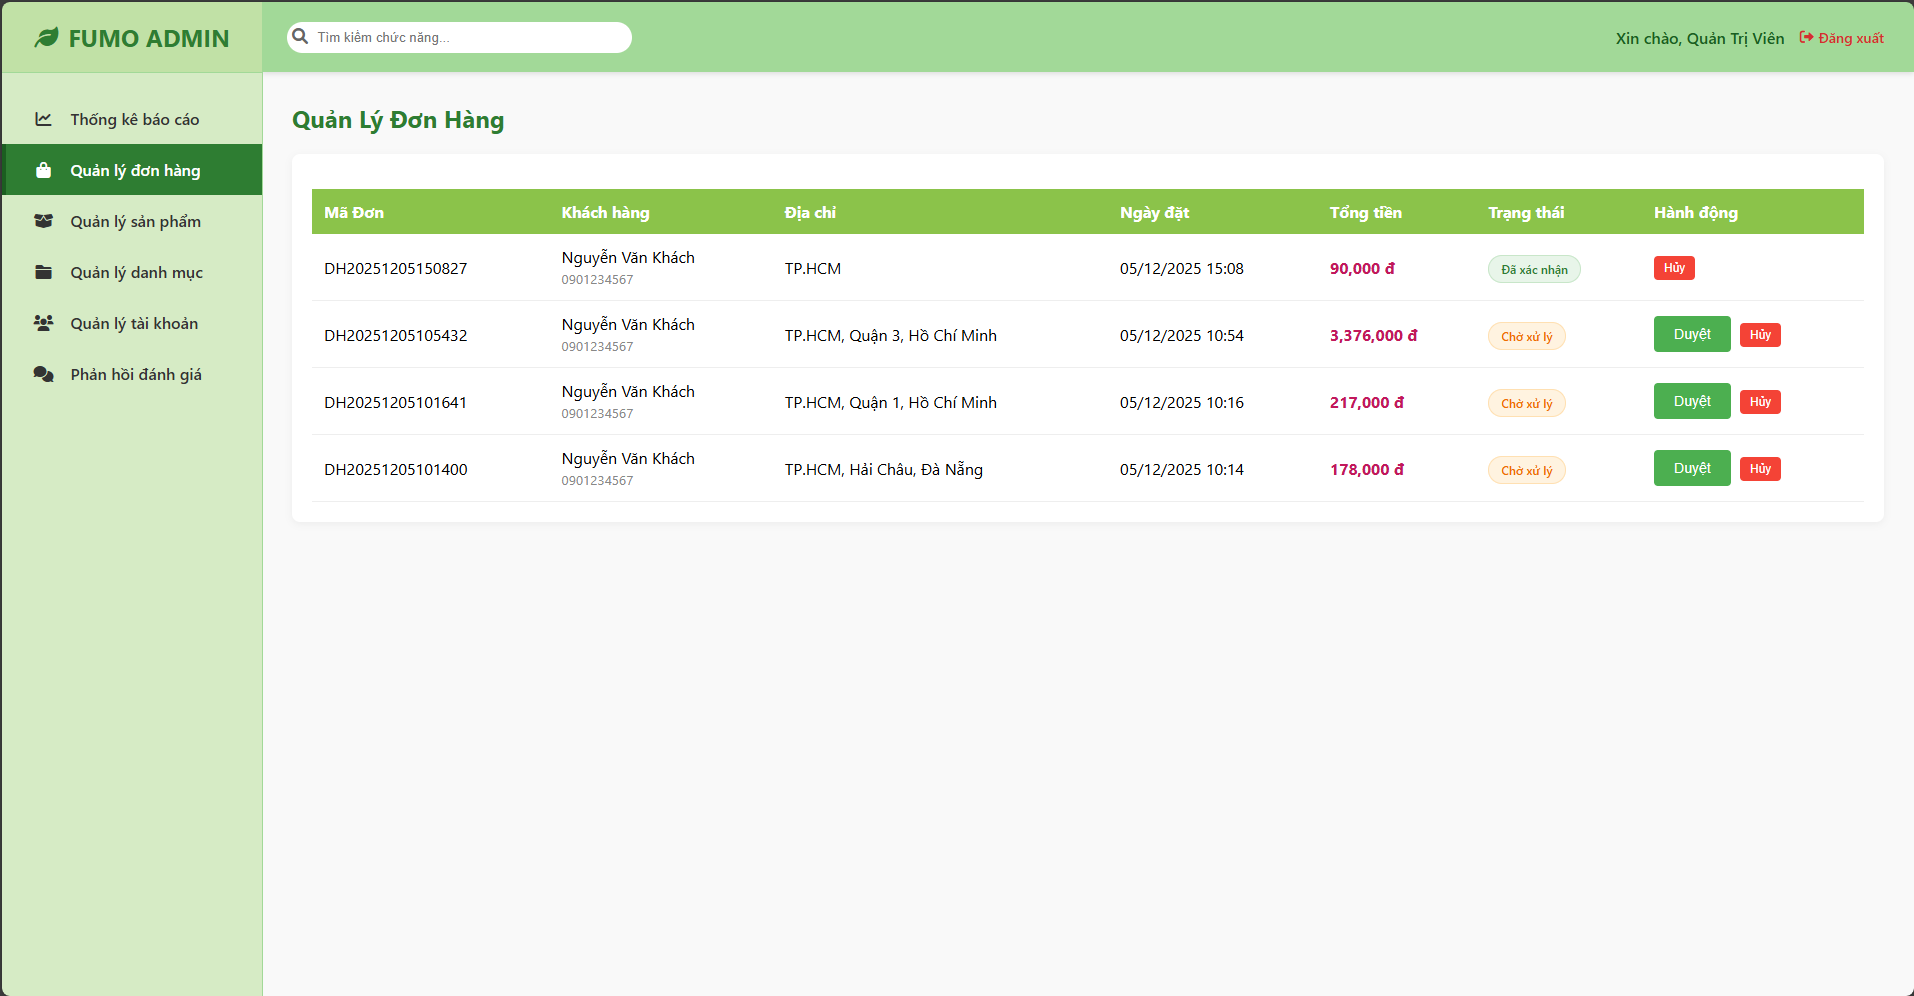 FUMO ADMIN
Tìm kiếm chức năng...
Xin chào, Quản Trị Viên Đăng xuất
Thống kê báo cáo
Quản lý đơn hàng
Quản lý sản phẩm
Quản lý danh mục
Quản lý tài khoản
Phản hồi đánh giá
Quản Lý Đơn Hàng
Mã Đơn Khách hàng Địa chỉ Ngày đặt Tổng tiền Trạng thái Hành động
DH20251205150827 Nguyễn Văn Khách TP.HCM 05/12/2025 15:08 90,000 đ Đã xác nhận Hủy
0901234567
DH20251205105432 Nguyễn Văn Khách TP.HCM, Quận 3, Hồ Chí Minh 05/12/2025 10:54 3,376,000 đ Chờ xử lý Duyệt Hủy
0901234567
DH20251205101641 Nguyễn Văn Khách TP.HCM, Quận 1, Hồ Chí Minh 05/12/2025 10:16 217,000 đ Chờ xử lý Duyệt Hủy
0901234567
DH20251205101400 Nguyễn Văn Khách TP.HCM, Hải Châu, Đà Nẵng 05/12/2025 10:14 178,000 đ Chờ xử lý Duyệt Hủy
0901234567